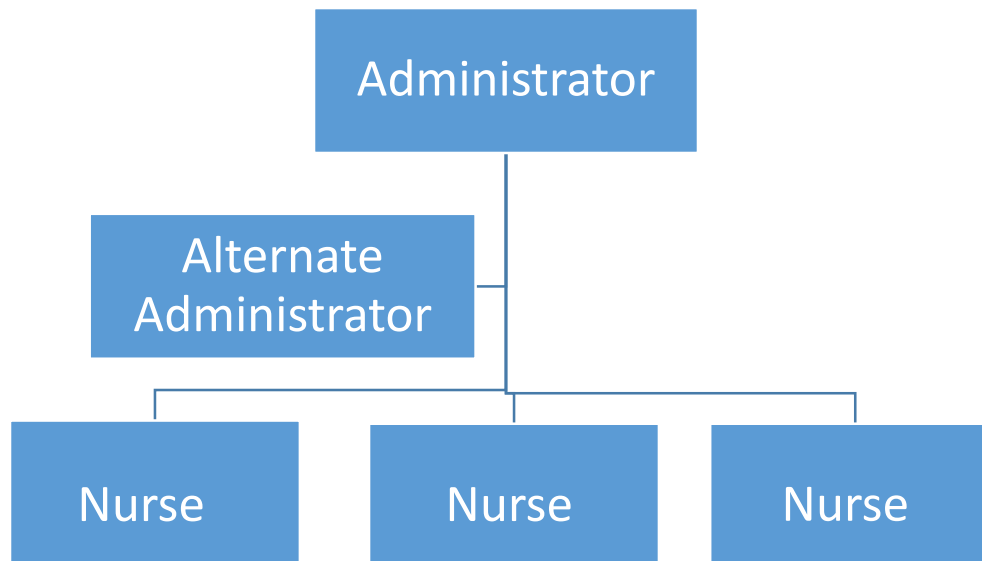 Administrator
Alternate
Administrator
Nurse
Nurse
Nurse